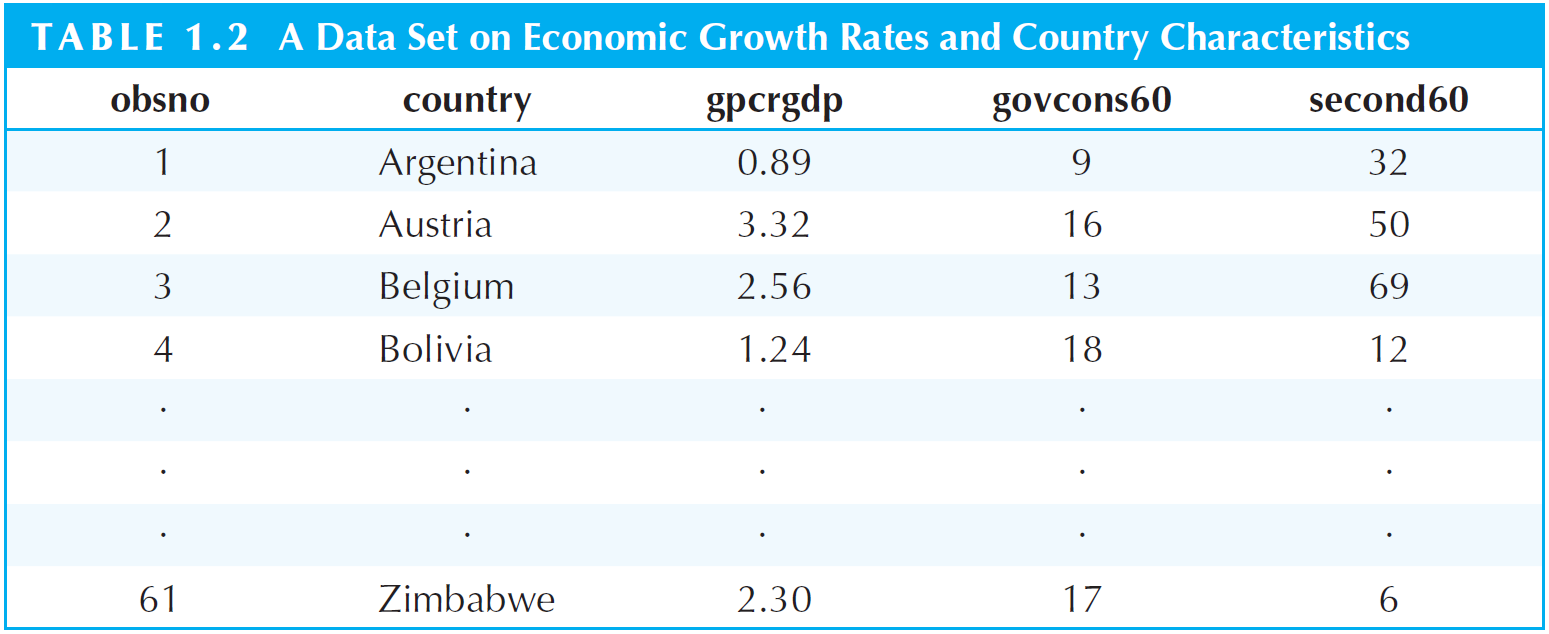 TABLE 1.2 A Data Set on Economic Growth Rates and Country Characteristics
obsno country gpcrgdp govcons60 second60
1 Argentina 0.89 9 32
2 Austria 3.32 16 50
3 Belgium 2.56 13 69
4 Bolivia 1.24 18 12
. . . . .
. . . . .
. . . . .
61 Zimbabwe 2.30 17 6